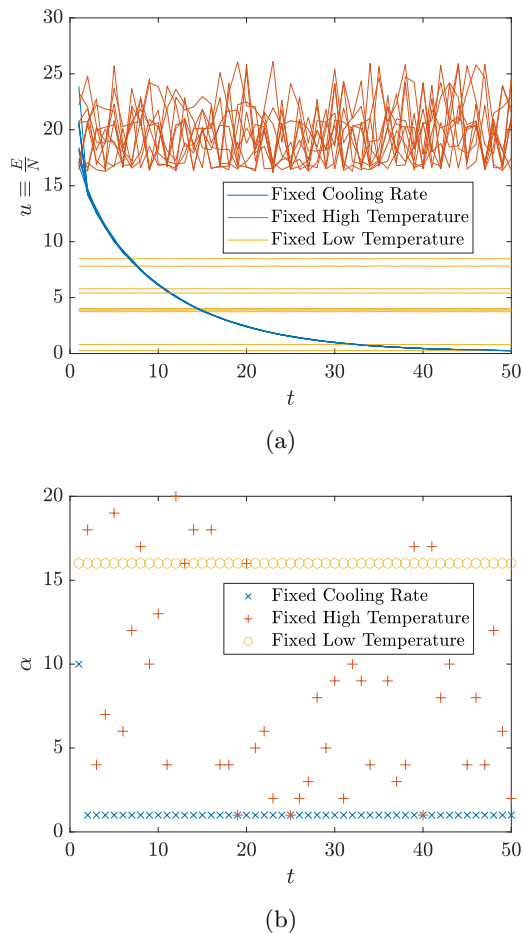 30
25
20
15
10
5
0
u ≡ E/N
Fixed Cooling Rate
Fixed High Temperature
Fixed Low Temperature
0 10 20 30 40 50
t
(a)
20
15
10
5
0
α
Fixed Cooling Rate
Fixed High Temperature
Fixed Low Temperature
0 10 20 30 40 50
t
(b)